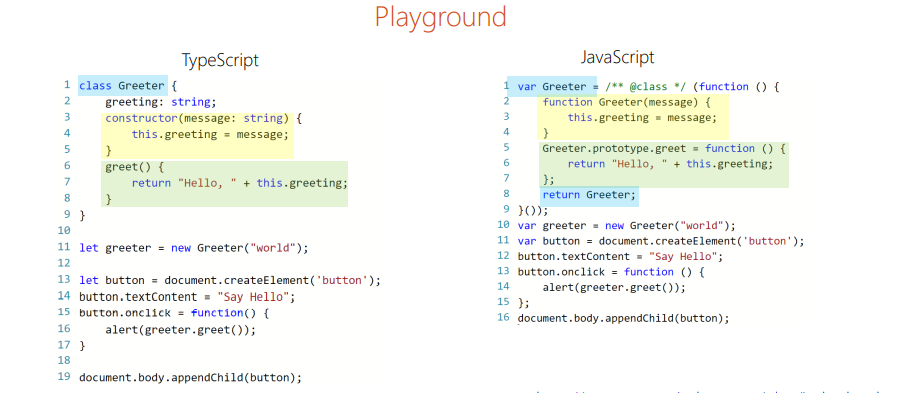 Playground
TypeScript
1 class Greeter {
2 greeting: string;
3 constructor(message: string) {
4 this.greeting = message;
5 }
6 greet() {
7 return "Hello, " + this.greeting;
8 }
9 }
10
11 let greeter = new Greeter("world");
12
13 let button = document.createElement('button');
14 button.textContent = "Say Hello";
15 button.onclick = function() {
16 alert(greeter.greet());
17 }
18
19 document.body.appendChild(button);
JavaScript
1 var Greeter = /** @class */ (function () {
2 function Greeter(message) {
3 this.greeting = message;
4 }
5 Greeter.prototype.greet = function () {
6 return "Hello, " + this.greeting;
7 };
8 return Greeter;
9 }());
10 var greeter = new Greeter("world");
11 var button = document.createElement('button');
12 button.textContent = "Say Hello";
13 button.onclick = function () {
14 alert(greeter.greet());
15 };
16 document.body.appendChild(button);